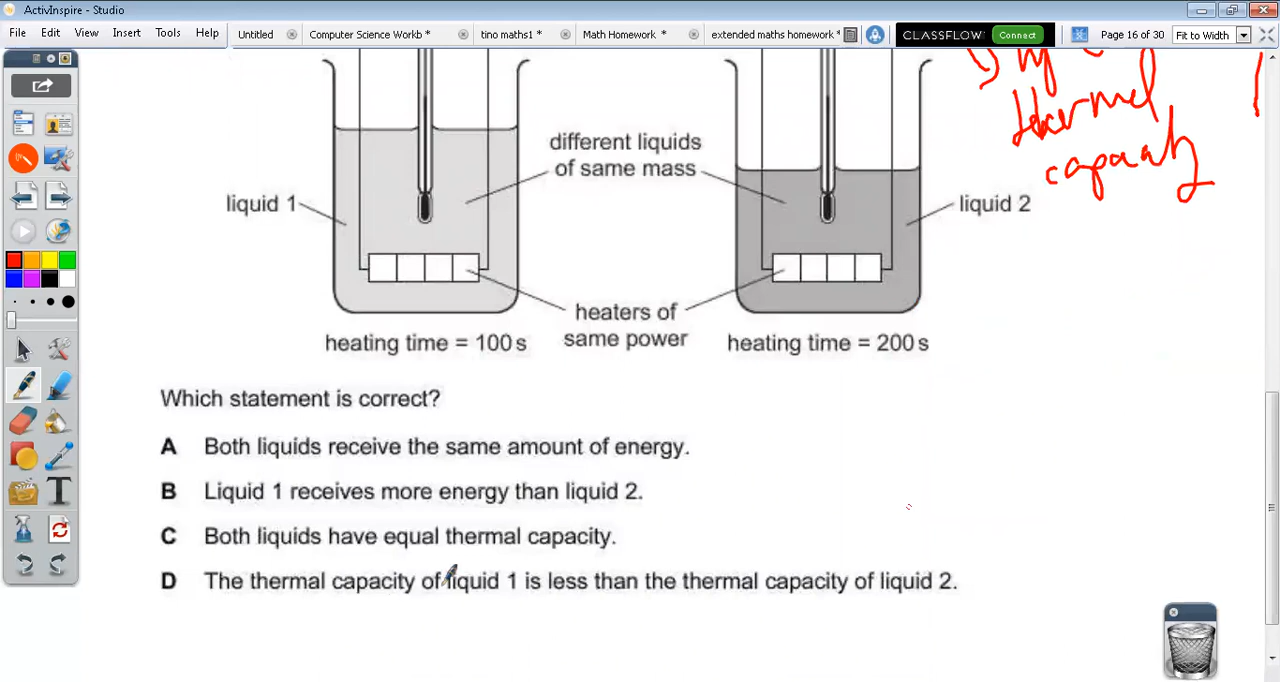 ActivInspire - Studio
File Edit View Insert Tools Help
Untitled
Computer Science Workb *
tino maths1 *
Math Homework *
extended maths homework *
CLASSFLOW
Connect
Page 16 of 30
Fit to Width
thermal
capacity
different liquids
of same mass
liquid 1
liquid 2
heaters of
same power
heating time = 100 s
heating time = 200 s
Which statement is correct?
A Both liquids receive the same amount of energy.
B Liquid 1 receives more energy than liquid 2.
C Both liquids have equal thermal capacity.
D The thermal capacity of liquid 1 is less than the thermal capacity of liquid 2.